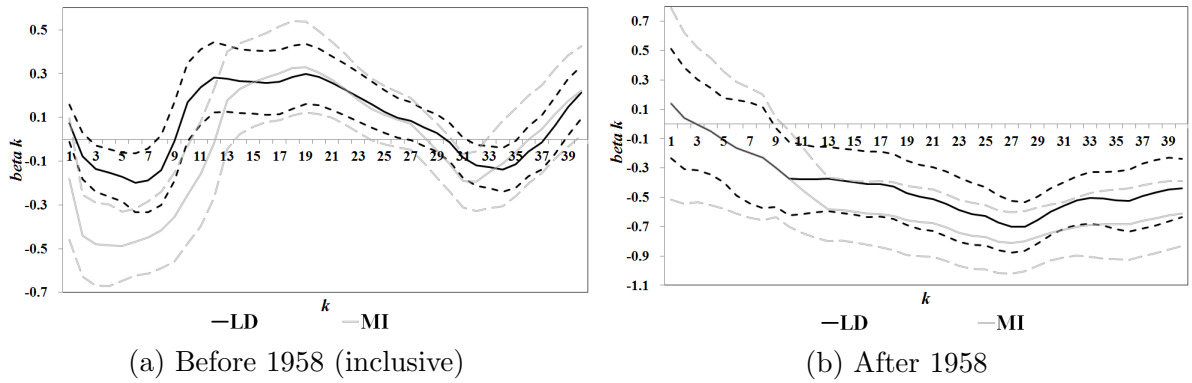 0.5
0.3
0.1
-0.1
-0.3
-0.5
-0.7
1 3 5 7 9 11 13 15 17 19 21 23 25 27 29 31 33 35 37 39
beta k
k
LD MI
(a) Before 1958 (inclusive)
0.7
0.5
0.3
0.1
-0.1
-0.3
-0.5
-0.7
-0.9
-1.1
1 3 5 7 9 11 13 15 17 19 21 23 25 27 29 31 33 35 37 39
beta k
k
LD MI
(b) After 1958